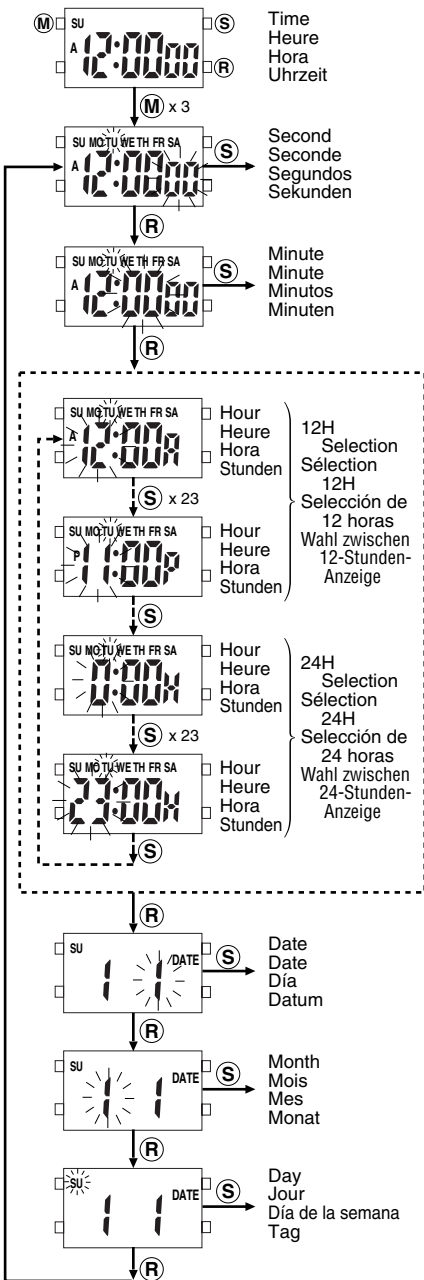 M SU S
A 12:00 00 R
Time
Heure
Hora
Uhrzeit
M x 3
SU MO TU WE TH FR SA
A 12:00 00
S
Second
Seconde
Segundos
Sekunden
R
SU MO TU WE TH FR SA
A 12:00 00
S
Minute
Minute
Minutos
Minuten
R
SU MO TU WE TH FR SA
A 12:00 A
Hour
Heure
Hora
Stunden
S x 23
SU MO TU WE TH FR SA
P 11:00 P
Hour
Heure
Hora
Stunden
12H
Selection
Sélection
12H
Selección de
12 horas
Wahl zwischen
12-Stunden-
Anzeige
S
SU MO TU WE TH FR SA
0:00 H
Hour
Heure
Hora
Stunden
S x 23
SU MO TU WE TH FR SA
23:00 H
Hour
Heure
Hora
Stunden
24H
Selection
Sélection
24H
Selección de
24 horas
Wahl zwischen
24-Stunden-
Anzeige
S
R
SU
1 1 DATE
S
Date
Date
Día
Datum
R
SU
1 1 DATE
S
Month
Mois
Mes
Monat
R
SU
1 1 DATE
S
Day
Jour
Día de la semana
Tag
R